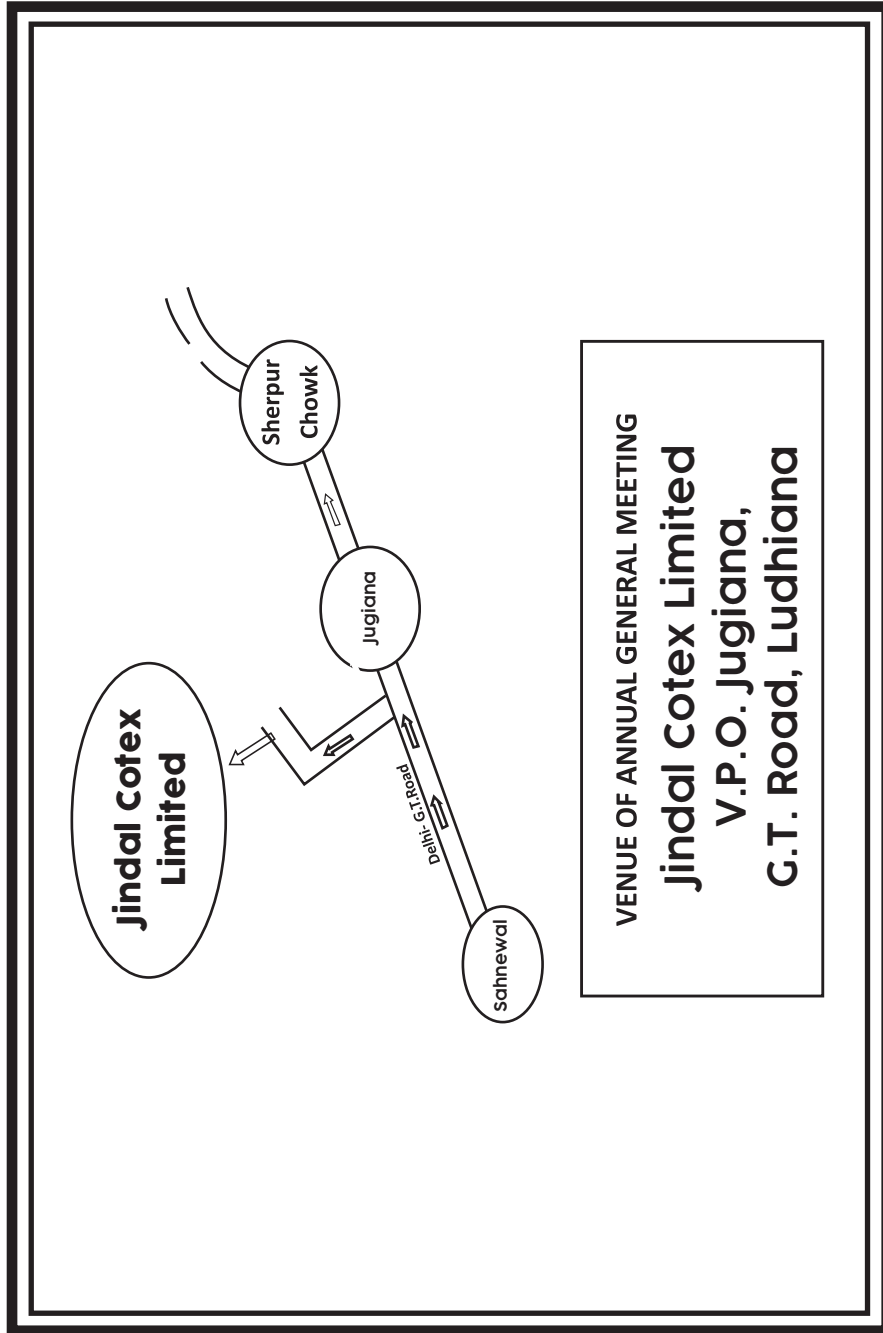 Jindal Cotex
Limited
Sherpur
Chowk
Jugiana
Delhi- G.T.Road
Sahnewal
VENUE OF ANNUAL GENERAL MEETING
Jindal Cotex Limited
V.P.O. Jugiana,
G.T. Road, Ludhiana